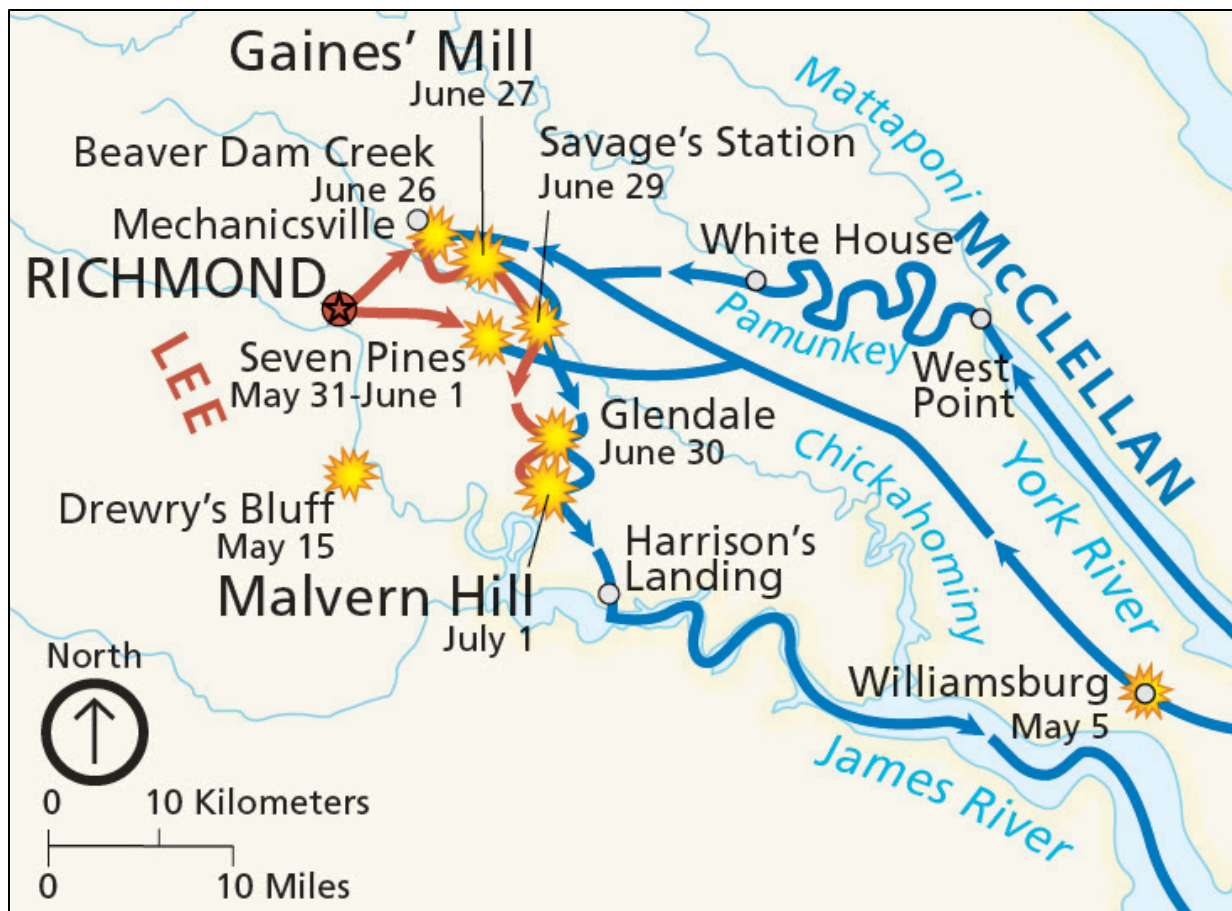 Gaines’ Mill
June 27
Mattaponi
Beaver Dam Creek
June 26
Savage’s Station
June 29
Mechanicsville
White House
McCLELLAN
RICHMOND
Pamunkey
LEE
Seven Pines
May 31-June 1
West
Point
Glendale
June 30
Chickahominy
York River
Drewry’s Bluff
May 15
Harrison’s
Landing
Malvern Hill
July 1
North
Williamsburg
May 5
James River
0 10 Kilometers
0 10 Miles